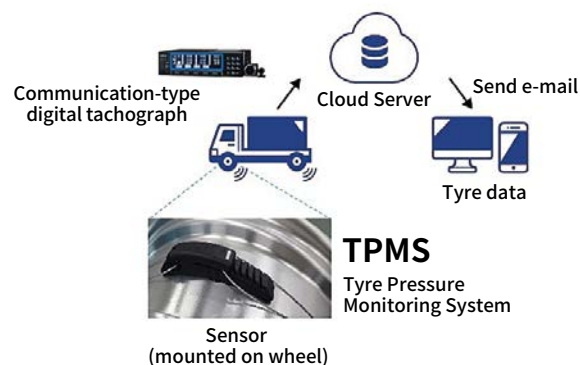 Communication-type
digital tachograph
Cloud Server
Send e-mail
Tyre data
TPMS
Tyre Pressure
Monitoring System
Sensor
(mounted on wheel)